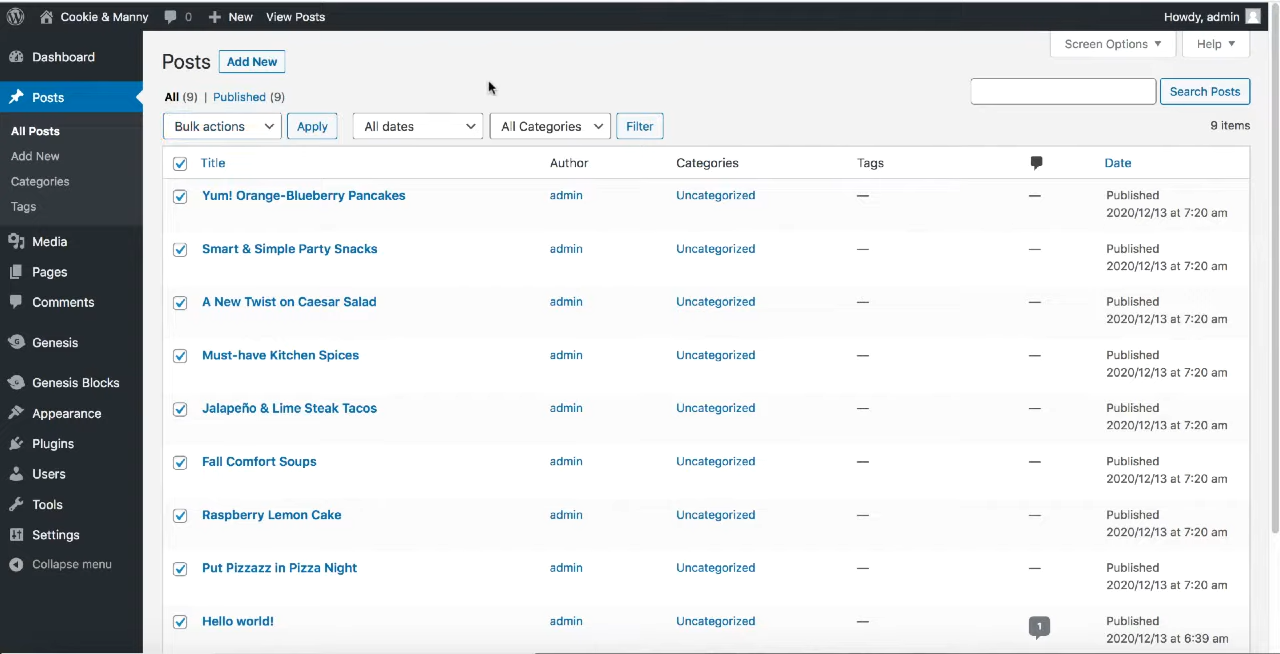 Cookie & Manny 0 New View Posts Howdy, admin
Dashboard
Posts
All Posts
Add New
Categories
Tags
Media
Pages
Comments
Genesis
Genesis Blocks
Appearance
Plugins
Users
Tools
Settings
Collapse menu
Screen Options Help
Posts Add New
All (9) | Published (9)
Search Posts
Bulk actions Apply All dates All Categories Filter
9 items
Title Author Categories Tags Date
Yum! Orange-Blueberry Pancakes admin Uncategorized — — Published
2020/12/13 at 7:20 am
Smart & Simple Party Snacks admin Uncategorized — — Published
2020/12/13 at 7:20 am
A New Twist on Caesar Salad admin Uncategorized — — Published
2020/12/13 at 7:20 am
Must-have Kitchen Spices admin Uncategorized — — Published
2020/12/13 at 7:20 am
Jalapeño & Lime Steak Tacos admin Uncategorized — — Published
2020/12/13 at 7:20 am
Fall Comfort Soups admin Uncategorized — — Published
2020/12/13 at 7:20 am
Raspberry Lemon Cake admin Uncategorized — — Published
2020/12/13 at 7:20 am
Put Pizzazz in Pizza Night admin Uncategorized — — Published
2020/12/13 at 7:20 am
Hello world! admin Uncategorized — 1 Published
2020/12/13 at 6:39 am